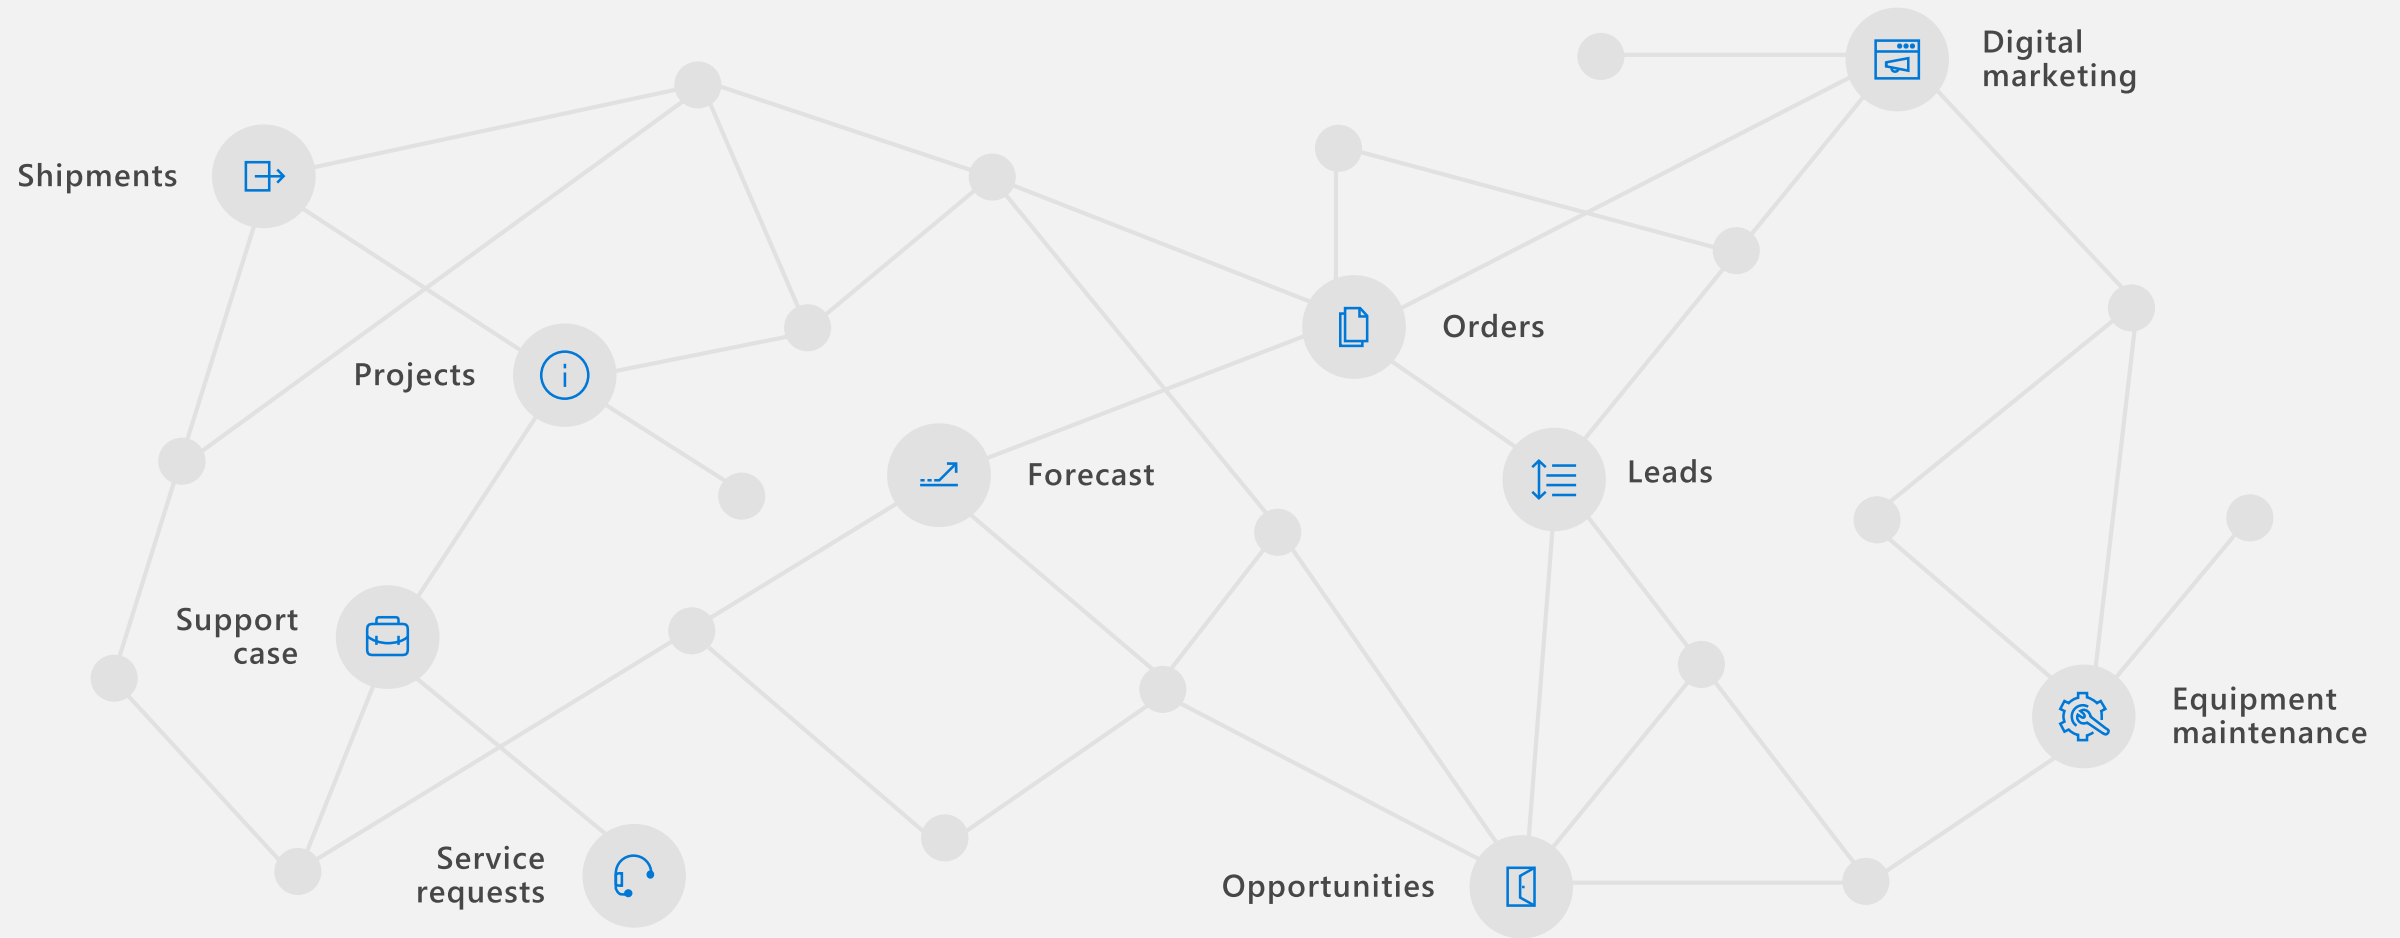 Digital
marketing
Shipments
Orders
Projects
Forecast
Leads
Support
case
Equipment
maintenance
Service
requests
Opportunities